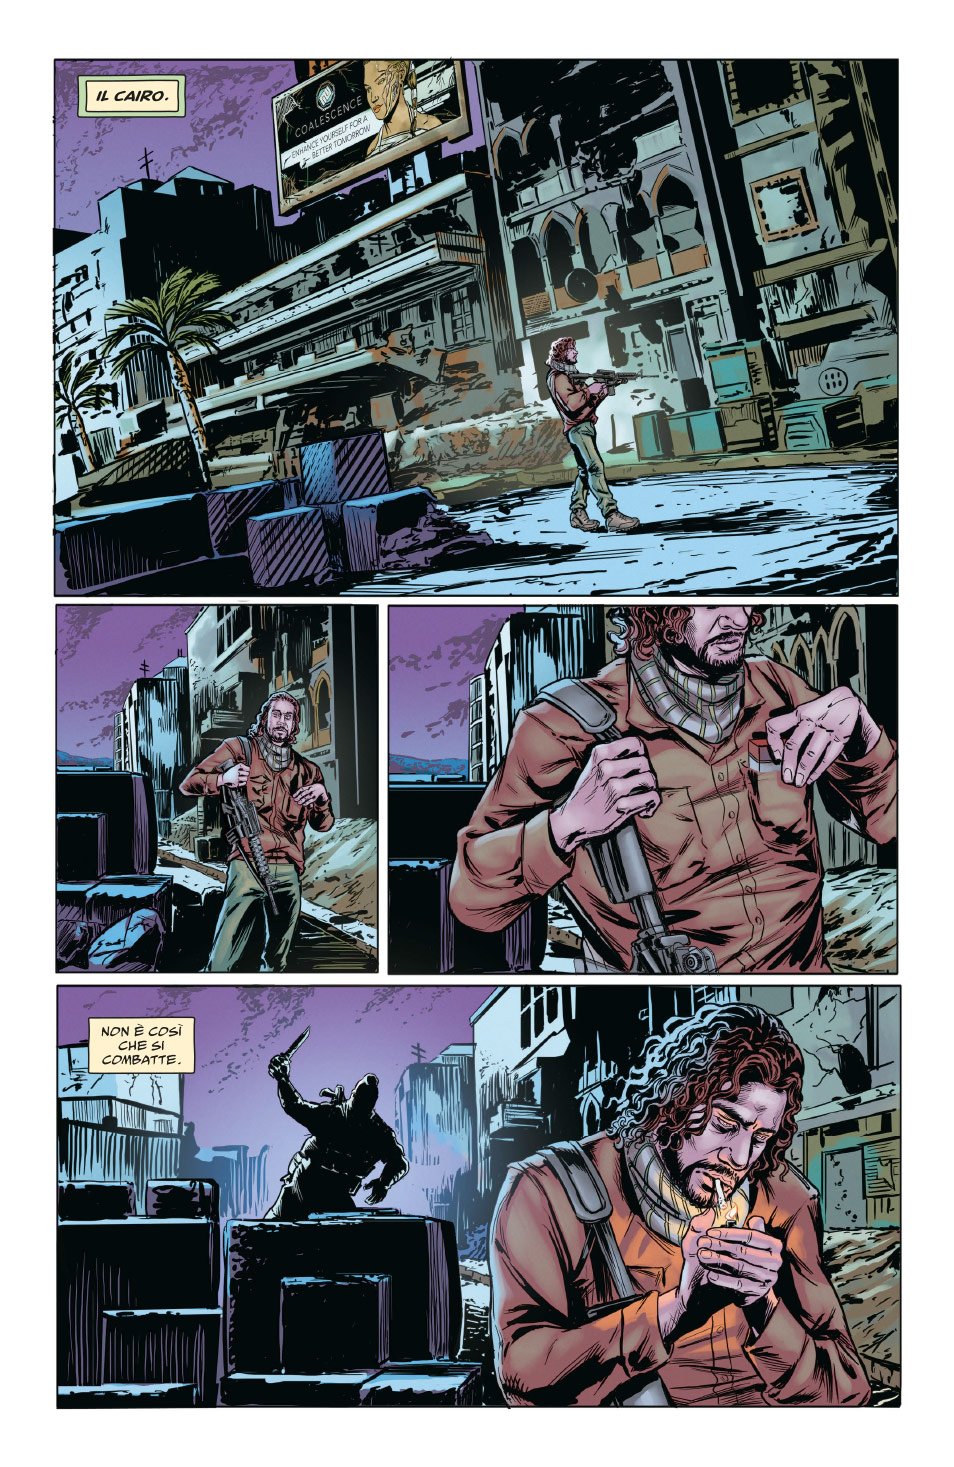 IL CAIRO.
COALESCENCE
ENHANCE YOURSELF FOR A
BETTER TOMORROW
NON È COSÌ
CHE SI
COMBATTE.